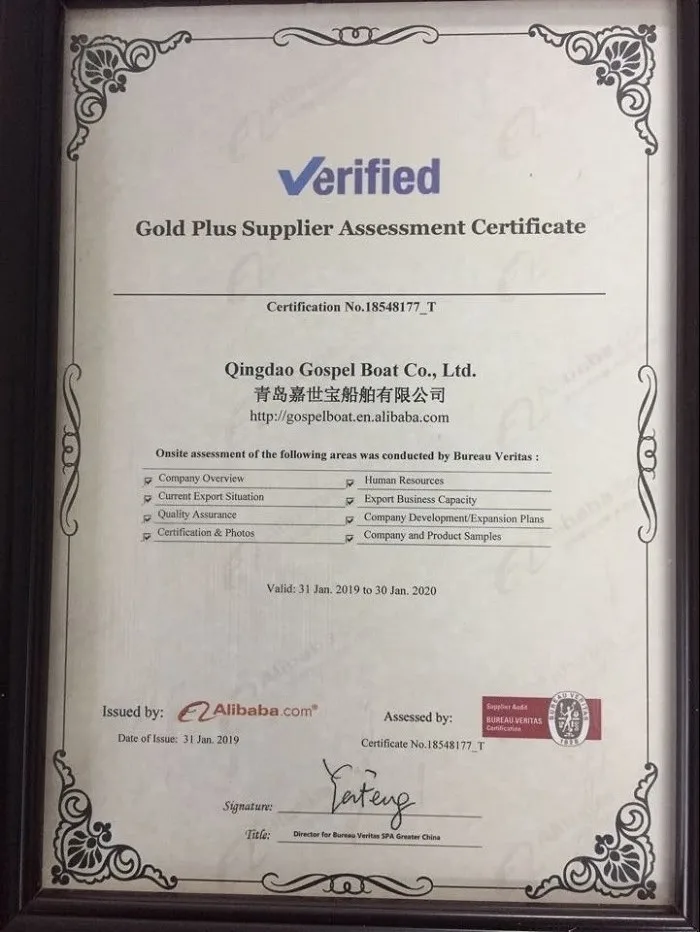 Verified
Gold Plus Supplier Assessment Certificate
Certification No.18548177_T
Qingdao Gospel Boat Co., Ltd.
青岛嘉世宝船舶有限公司
http://gospelboat.en.alibaba.com
Onsite assessment of the following areas was conducted by Bureau Veritas :
Company Overview
Human Resources
Current Export Situation
Export Business Capacity
Quality Assurance
Company Development/Expansion Plans
Certification & Photos
Company and Product Samples
Valid: 31 Jan. 2019 to 30 Jan. 2020
Issued by: Alibaba.com®
Date of Issue: 31 Jan. 2019
Assessed by:
Supplier Audit
BUREAU VERITAS
Certification
BUREAU VERITAS
1828
Certificate No.18548177_T
Signature:
Title: Director for Bureau Veritas SPA Greater China